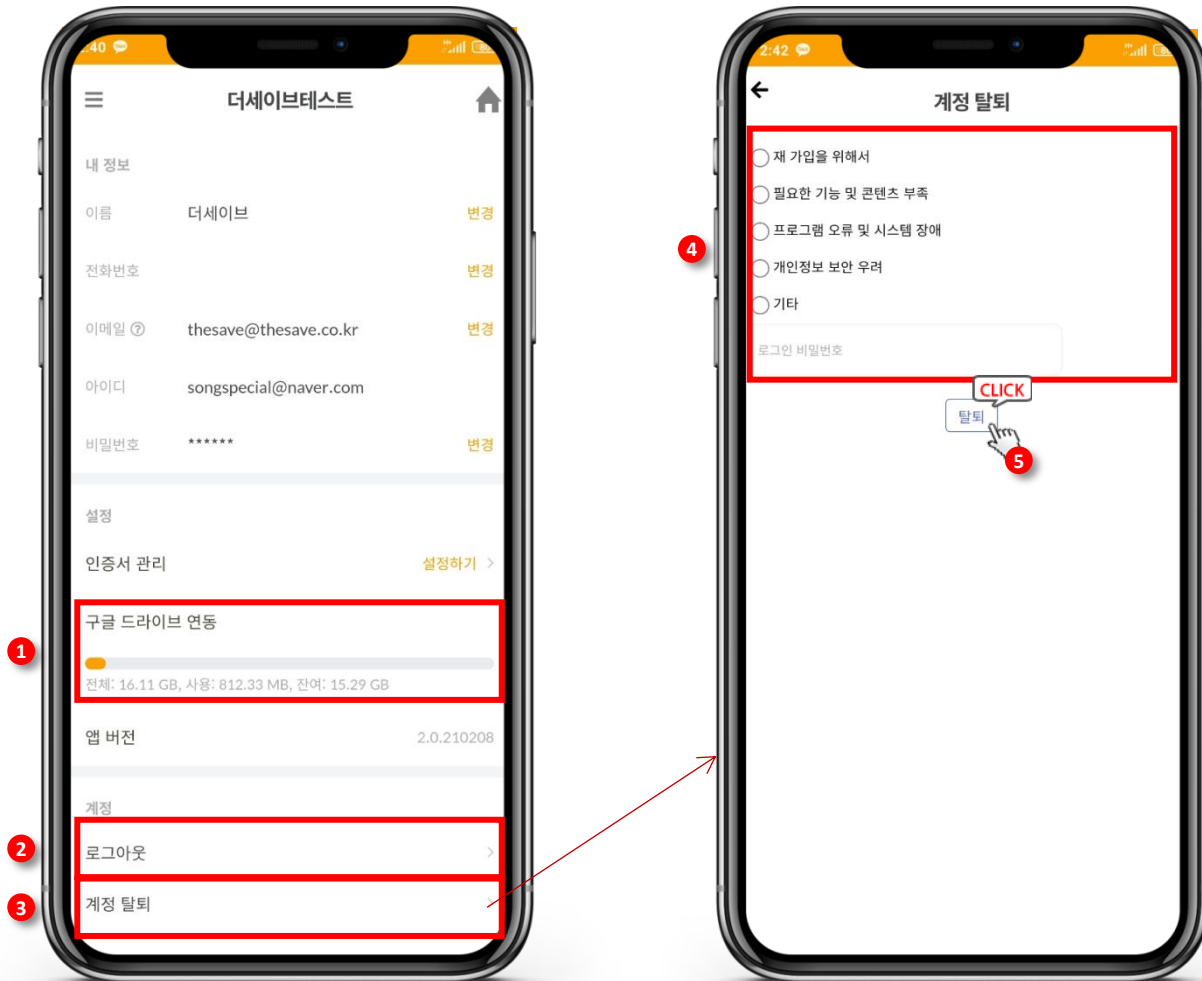 :40
더세이브테스트
내 정보
이름 더세이브 변경
전화번호 변경
이메일 ? thesave@thesave.co.kr 변경
아이디 songspecial@naver.com
비밀번호 ****** 변경
설정
인증서 관리 설정하기 >
1
구글 드라이브 연동
전체: 16.11 GB, 사용: 812.33 MB, 잔여: 15.29 GB
앱 버전 2.0.210208
계정
2
로그아웃 >
3
계정 탈퇴
2:42
계정 탈퇴
4
재 가입을 위해서
필요한 기능 및 콘텐츠 부족
프로그램 오류 및 시스템 장애
개인정보 보안 우려
기타
로그인 비밀번호
CLICK
탈퇴
5